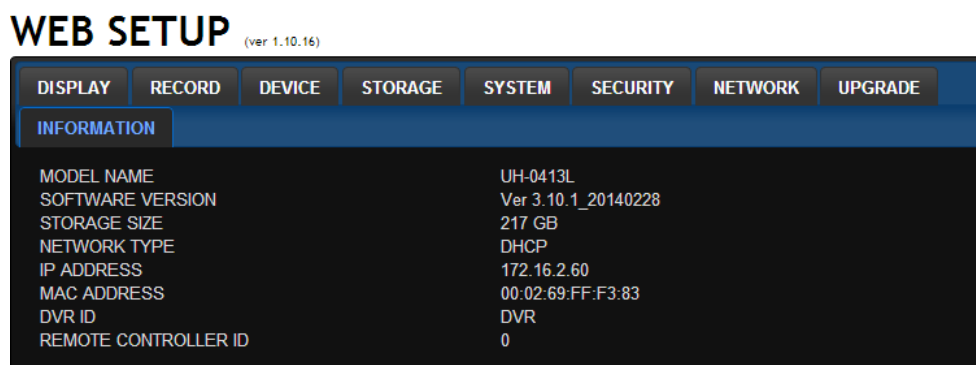 WEB SETUP (ver 1.10.16)
DISPLAY RECORD DEVICE STORAGE SYSTEM SECURITY NETWORK UPGRADE
INFORMATION
MODEL NAME UH-0413L
SOFTWARE VERSION Ver 3.10.1_20140228
STORAGE SIZE 217 GB
NETWORK TYPE DHCP
IP ADDRESS 172.16.2.60
MAC ADDRESS 00:02:69:FF:F3:83
DVR ID DVR
REMOTE CONTROLLER ID 0